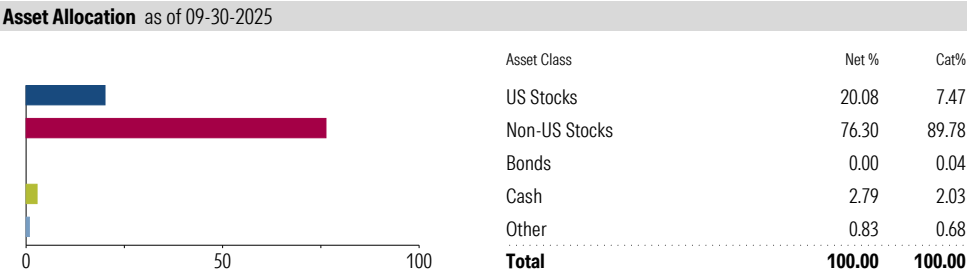 Asset Allocation as of 09-30-2025
Asset Class Net % Cat%
US Stocks 20.08 7.47
Non-US Stocks 76.30 89.78
Bonds 0.00 0.04
Cash 2.79 2.03
Other 0.83 0.68
Total 100.00 100.00
0 50 100